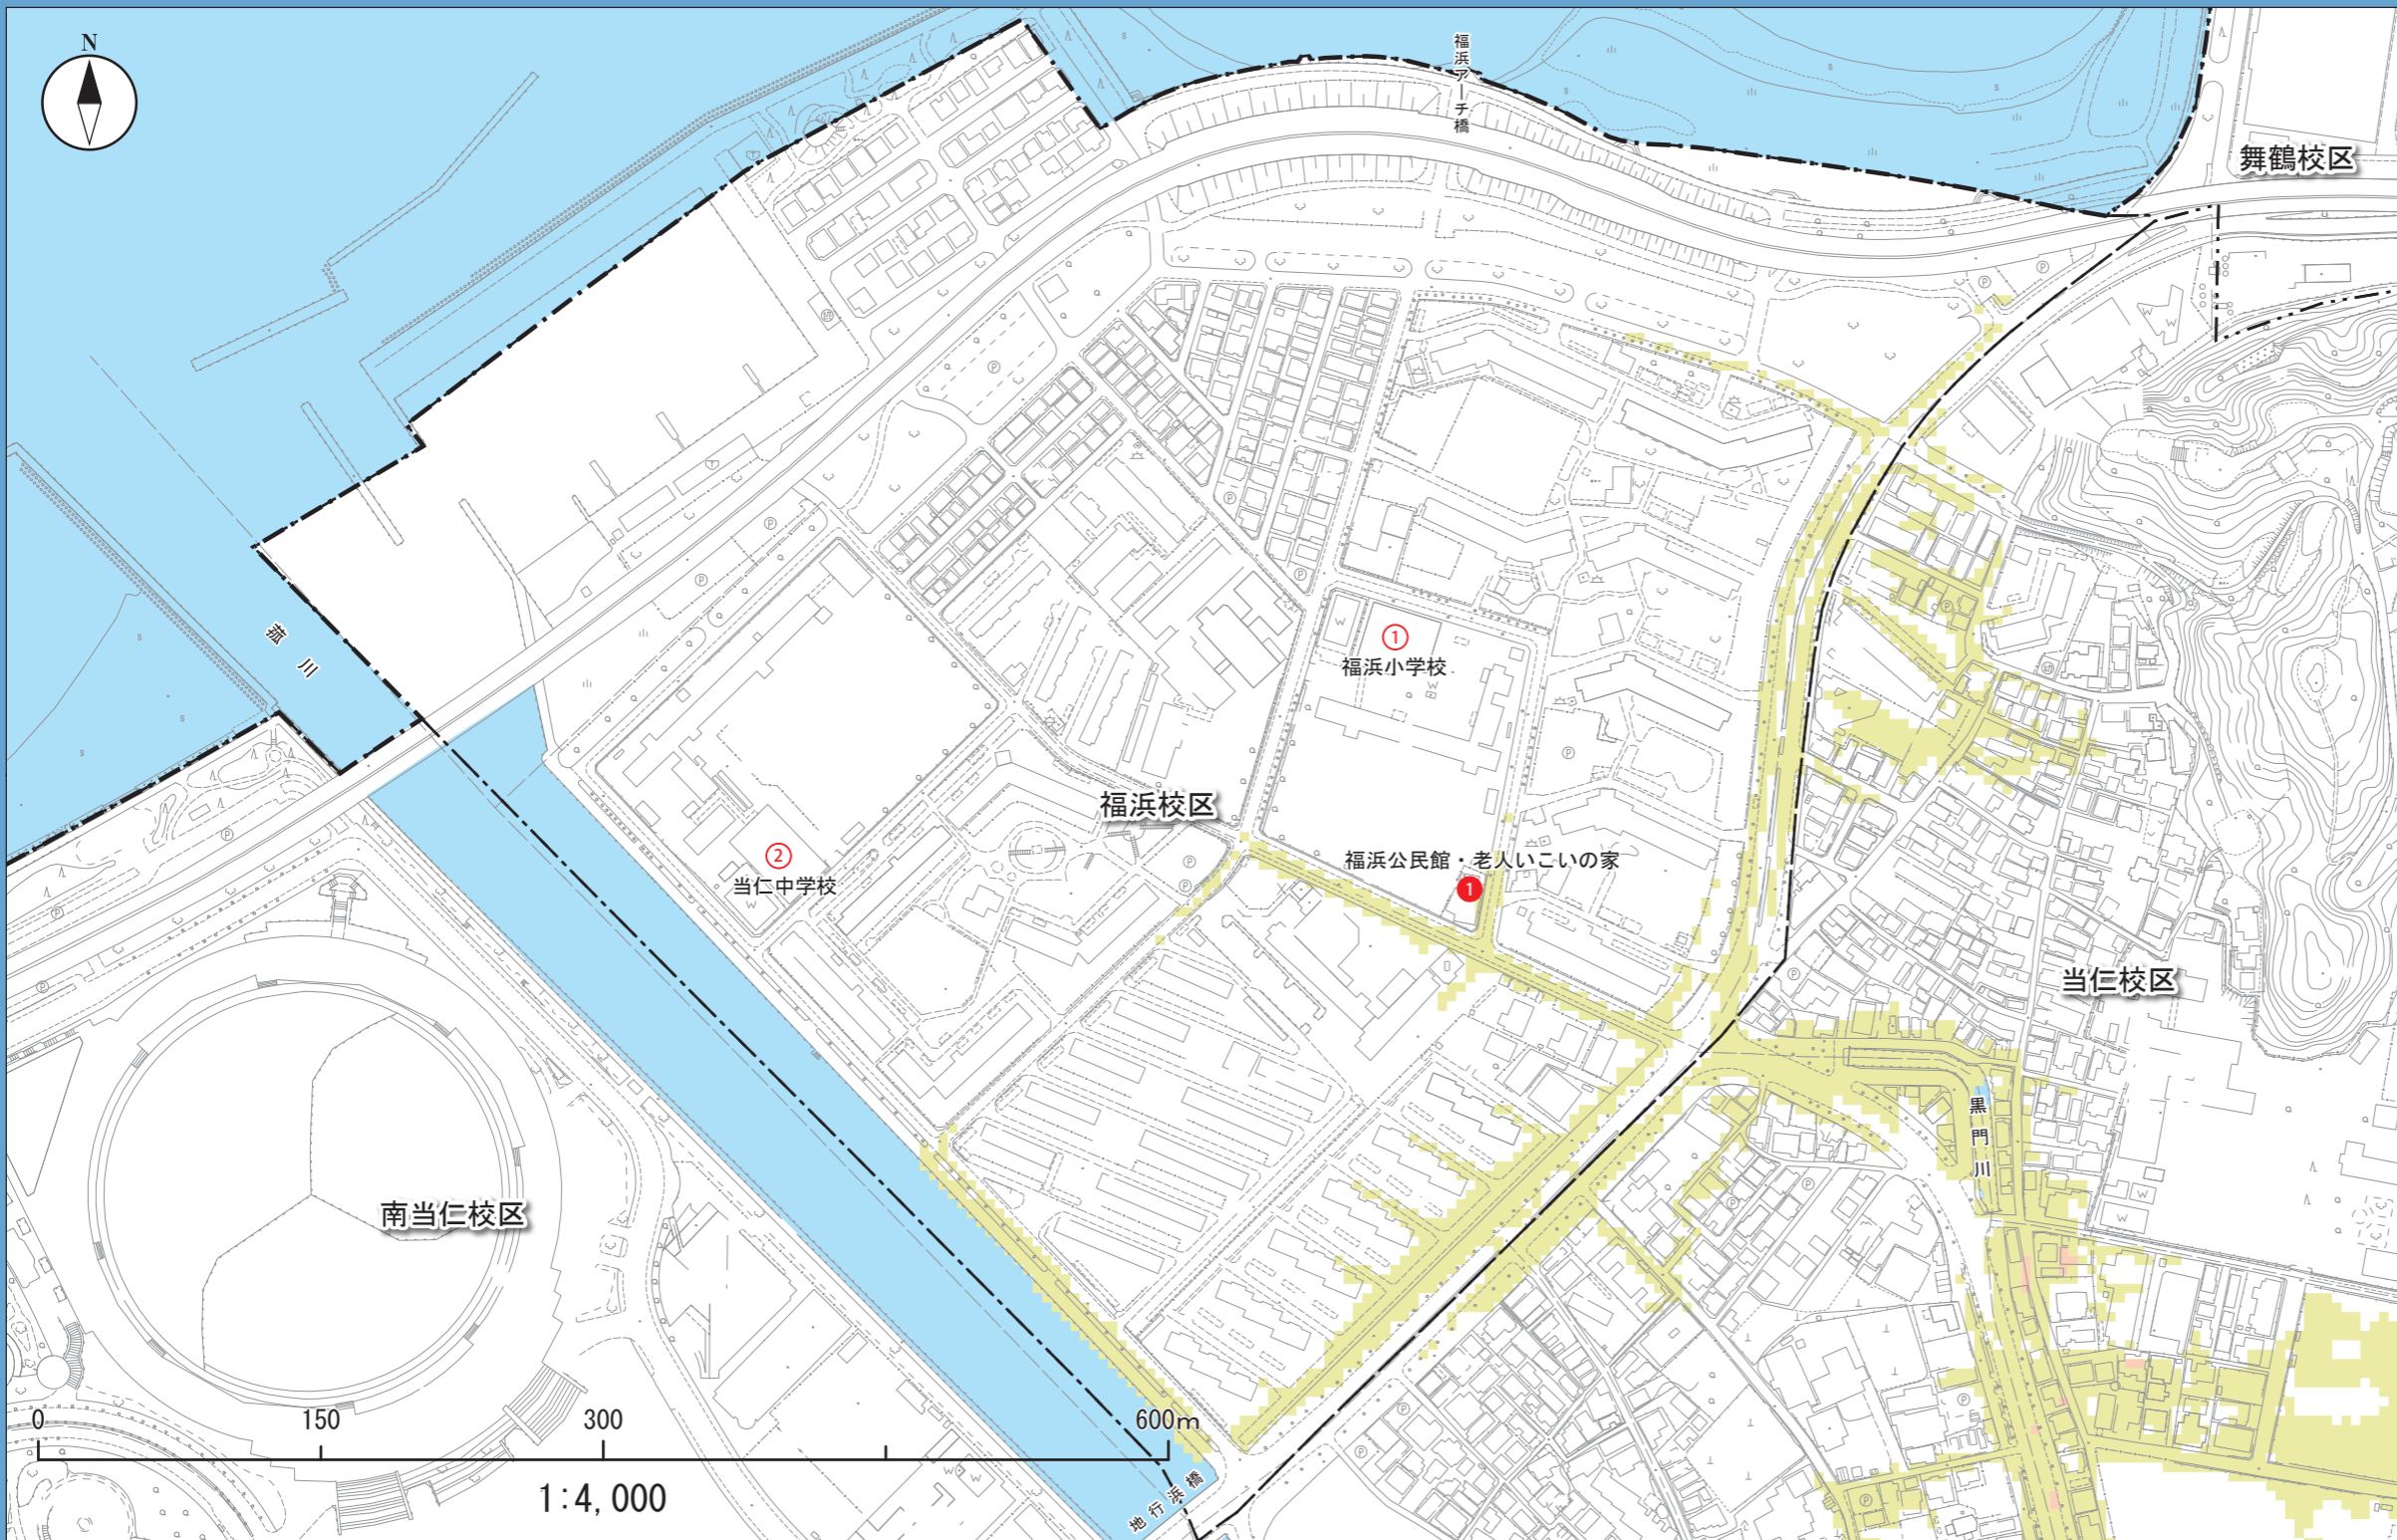 N
福浜アーチ橋
舞鶴校区
菰川
①
福浜小学校
福浜校区
②
当仁中学校
福浜公民館・老人いこいの家
❶
当仁校区
黒門川
南当仁校区
0 150 300 600m
1:4,000
地行浜橋